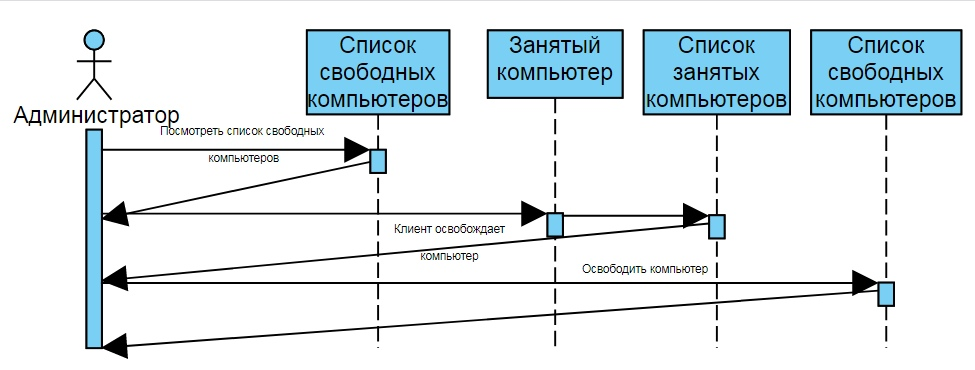 Администратор
Список
свободных
компьютеров
Занятый
компьютер
Список
занятых
компьютеров
Список
свободных
компьютеров
Посмотреть список свободных
компьютеров
Клиент освобождает
компьютер
Освободить компьютер